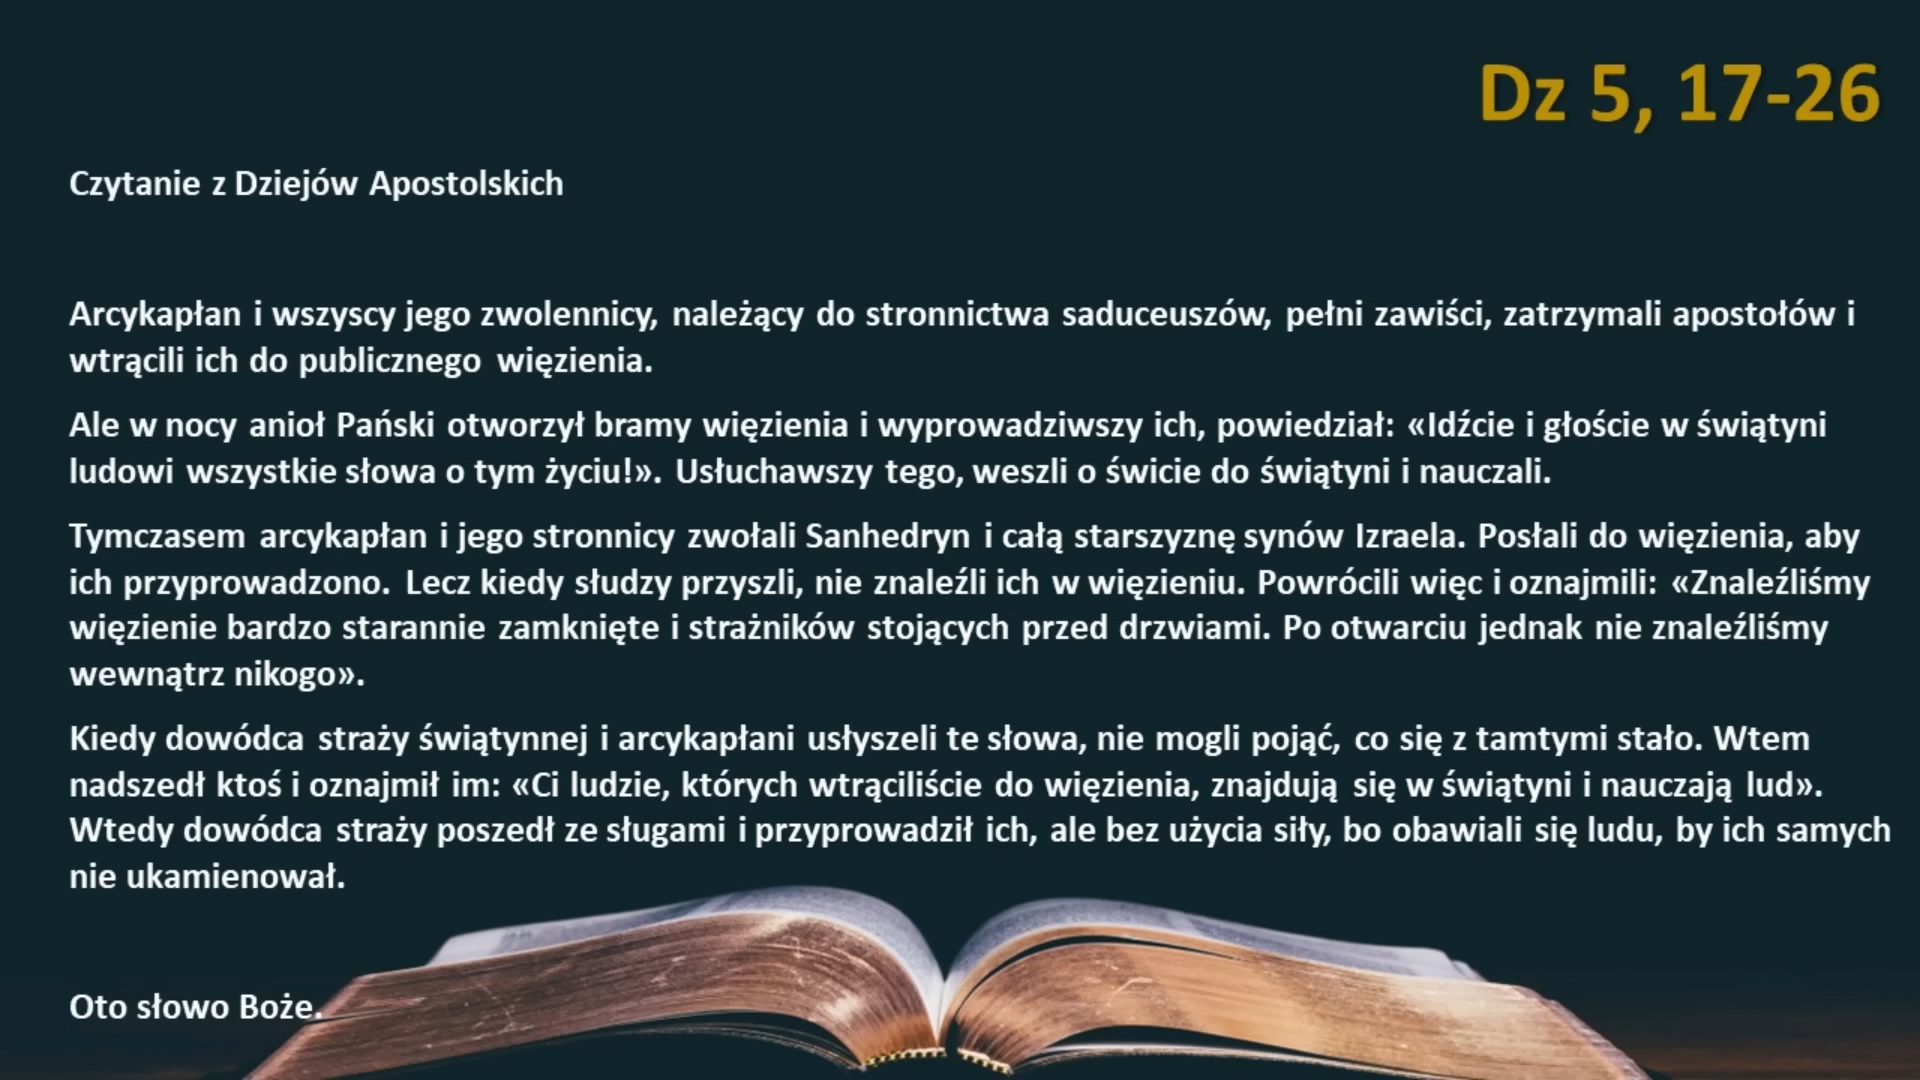 Dz 5, 17-26
Czytanie z Dziejów Apostolskich
Arcykapłan i wszyscy jego zwolennicy, należący do stronnictwa saduceuszów, pełni zawiści, zatrzymali apostołów i
wtrącili ich do publicznego więzienia.
Ale w nocy anioł Pański otworzył bramy więzienia i wyprowadziwszy ich, powiedział: «Idźcie i głoście w świątyni
ludowi wszystkie słowa o tym życiu!». Usłuchawszy tego, weszli o świcie do świątyni i nauczali.
Tymczasem arcykapłan i jego stronnicy zwołali Sanhedryn i całą starszyznę synów Izraela. Posłali do więzienia, aby
ich przyprowadzono. Lecz kiedy słudzy przyszli, nie znaleźli ich w więzieniu. Powrócili więc i oznajmili: «Znaleźliśmy
więzienie bardzo starannie zamknięte i strażników stojących przed drzwiami. Po otwarciu jednak nie znaleźliśmy
wewnątrz nikogo».
Kiedy dowódca straży świątynnej i arcykapłani usłyszeli te słowa, nie mogli pojąć, co się z tamtymi stało. Wtem
nadszedł ktoś i oznajmił im: «Ci ludzie, których wtrąciliście do więzienia, znajdują się w świątyni i nauczają lud».
Wtedy dowódca straży poszedł ze sługami i przyprowadził ich, ale bez użycia siły, bo obawiali się ludu, by ich samych
nie ukamienował.
Oto słowo Boże.